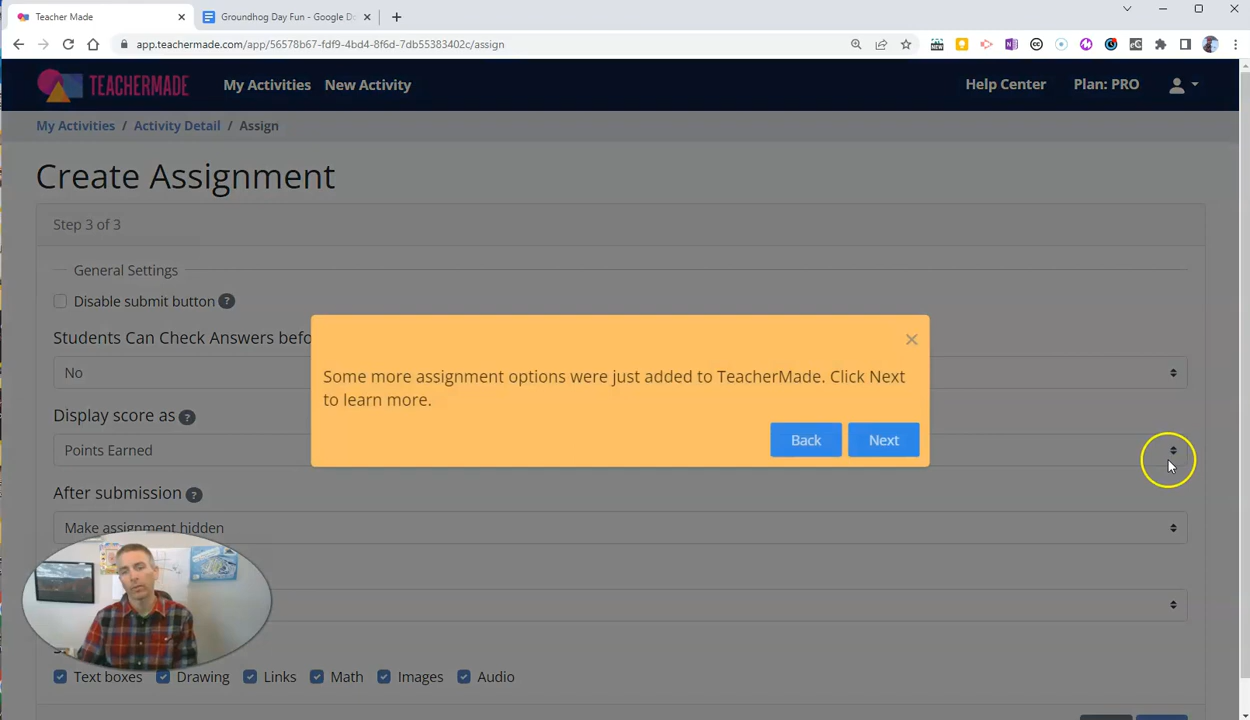 Teacher Made
Groundhog Day Fun - Google D
app.teachermade.com/app/56578b67-fdf9-4bd4-8f6d-7db55383402c/assign
TEACHERMADE
My Activities
New Activity
Help Center
Plan: PRO
My Activities / Activity Detail / Assign
Create Assignment
Step 3 of 3
General Settings
Disable submit button ?
Students Can Check Answers befo
No
Some more assignment options were just added to TeacherMade. Click Next
to learn more.
Back
Next
Display score as ?
Points Earned
After submission ?
Make assignment hidden
Text boxes Drawing Links Math Images Audio